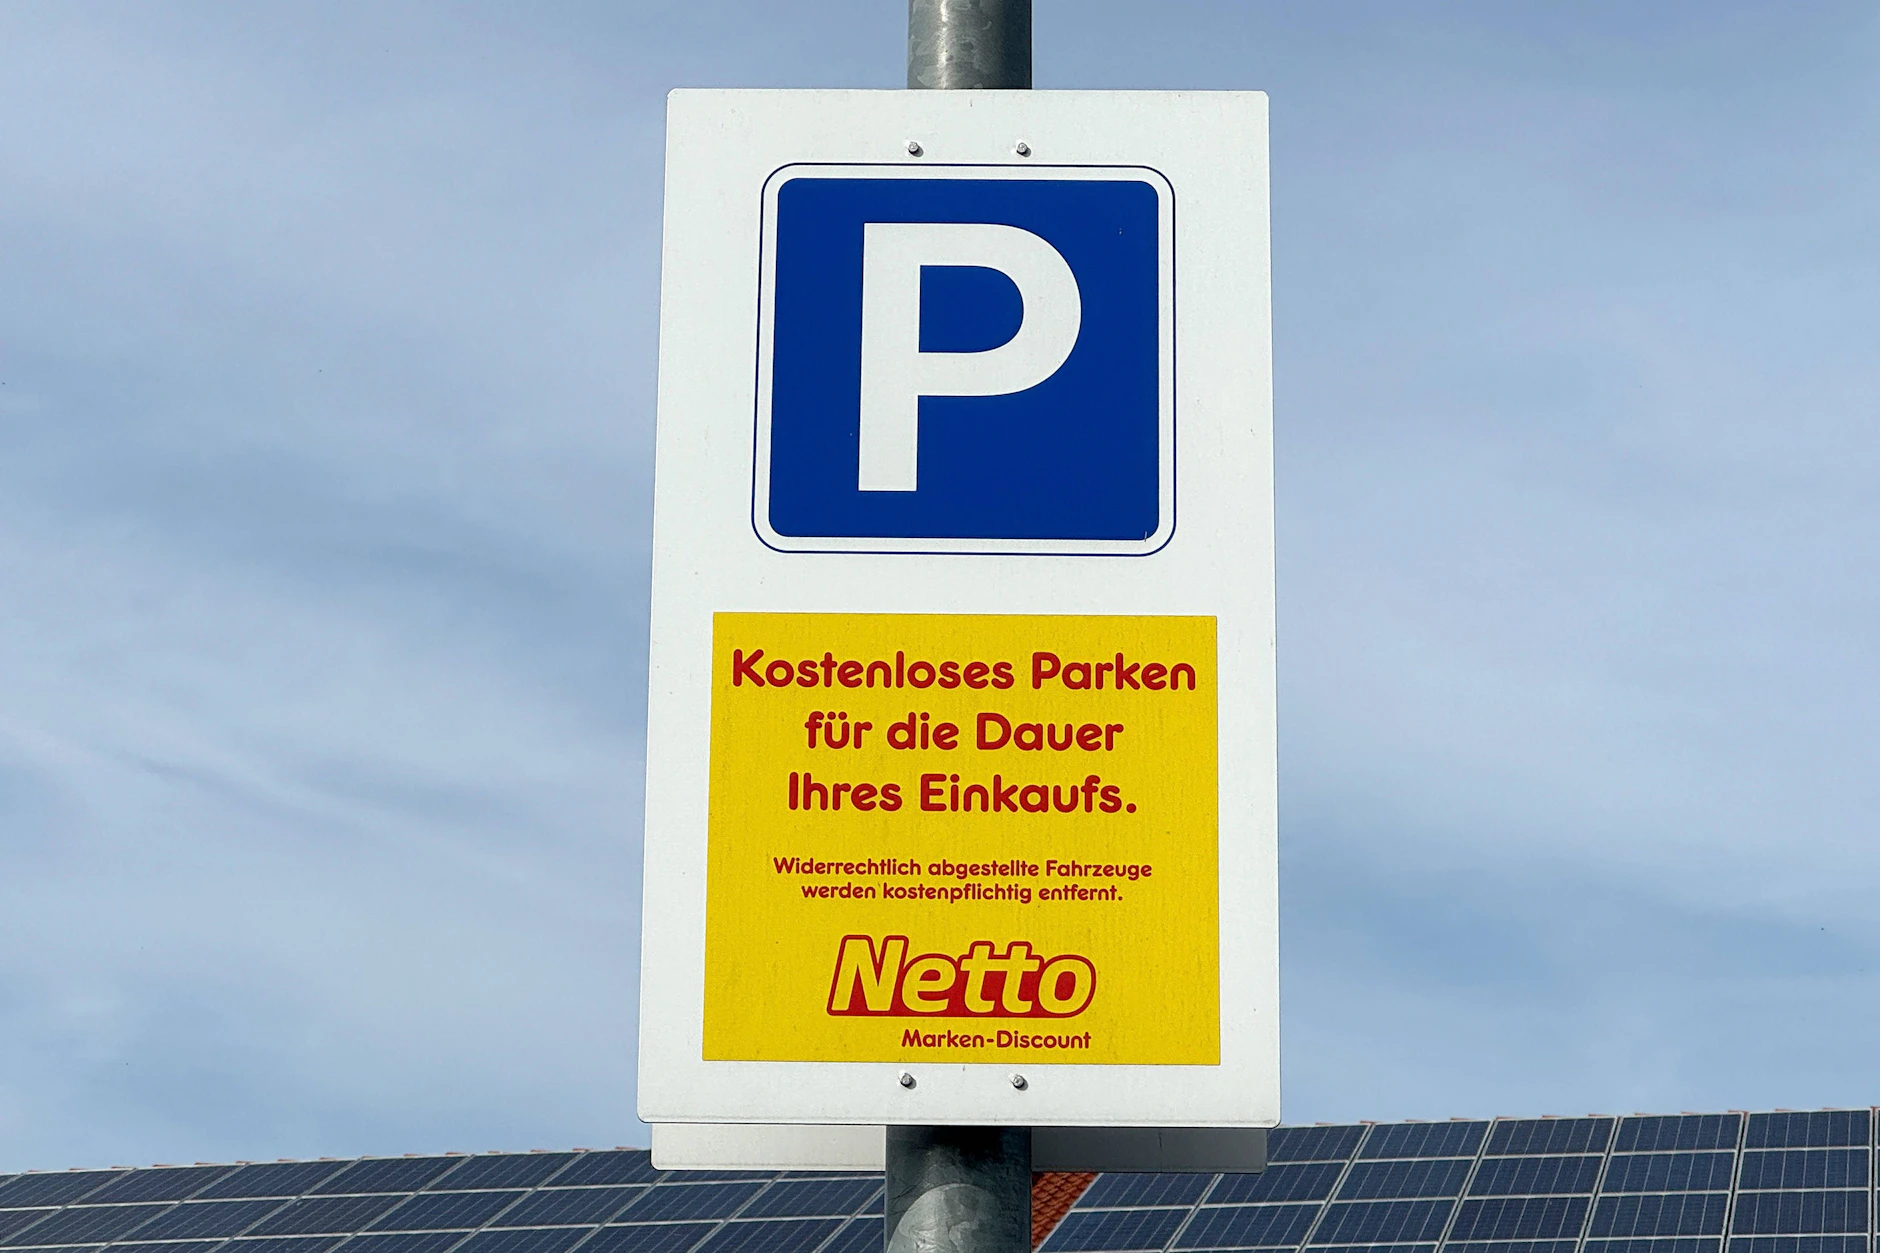 P
Kostenloses Parken
für die Dauer
Ihres Einkaufs.
Widerrechtlich abgestellte Fahrzeuge
werden kostenpflichtig entfernt.
Netto
Marken-Discount